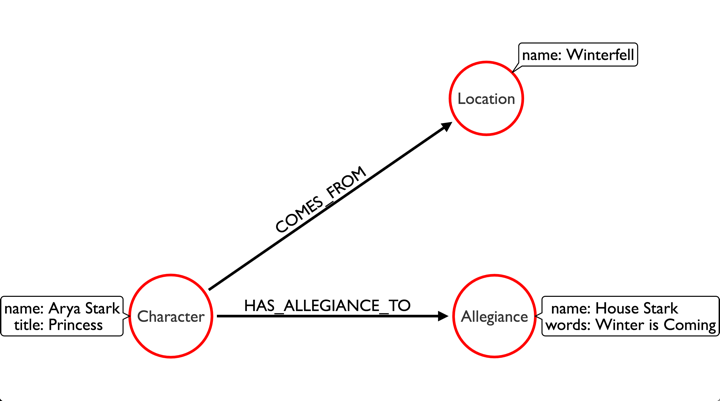 name: Winterfell
Location
COMES_FROM
name: Arya Stark
title: Princess
Character
HAS_ALLEGIANCE_TO
Allegiance
name: House Stark
words: Winter is Coming